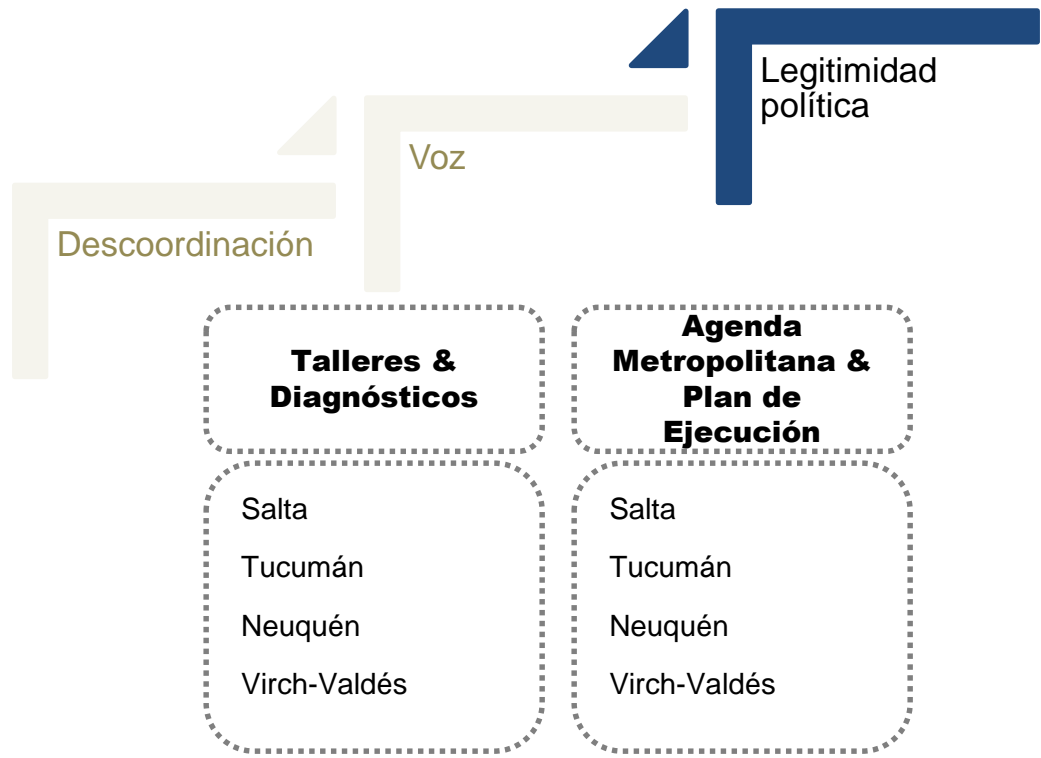 Legitimidad
política
Voz
Descoordinación
Talleres &
Diagnósticos
Agenda
Metropolitana &
Plan de
Ejecución
Salta
Tucumán
Neuquén
Virch-Valdés
Salta
Tucumán
Neuquén
Virch-Valdés